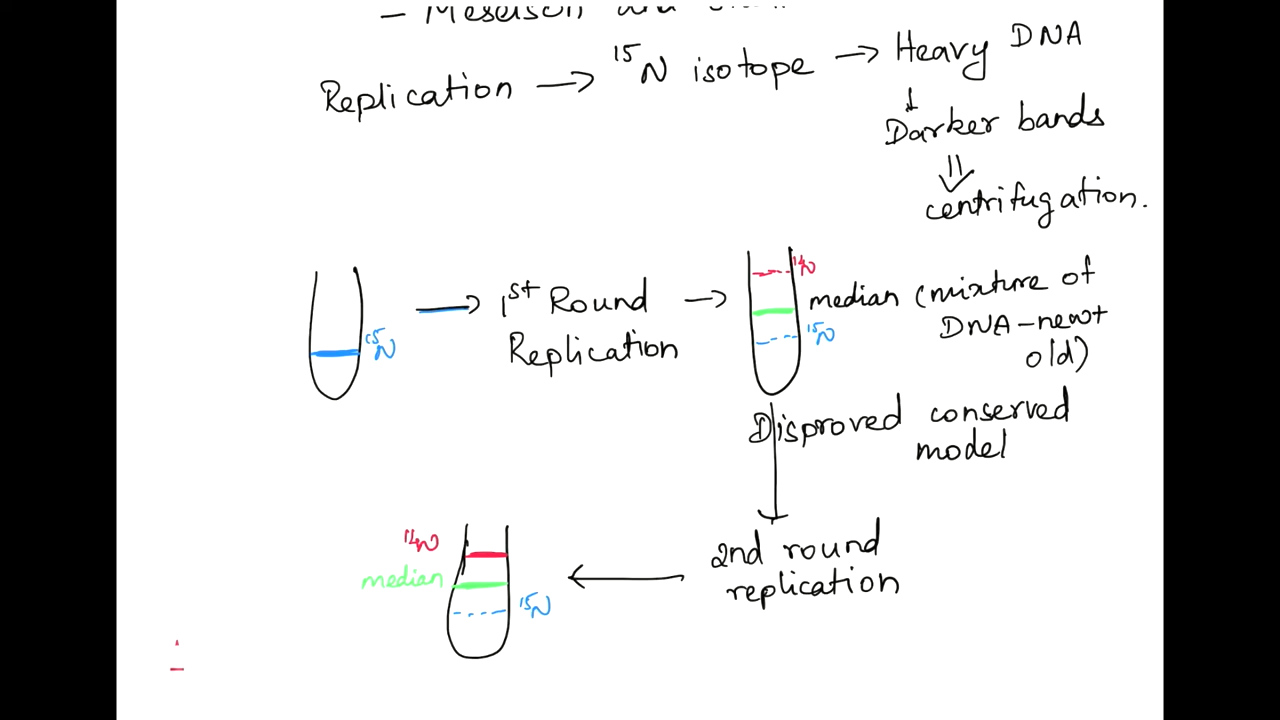 Replication → ¹⁵N isotope → Heavy DNA
↓
Darker bands
⇓
centrifugation.
¹⁵N
→ 1st Round
Replication
→
¹⁴N
median (mixture of
DNA - new +
old)
¹⁵N
Disproved conserved
model
2nd round
replication
¹⁴N
median
¹⁵N